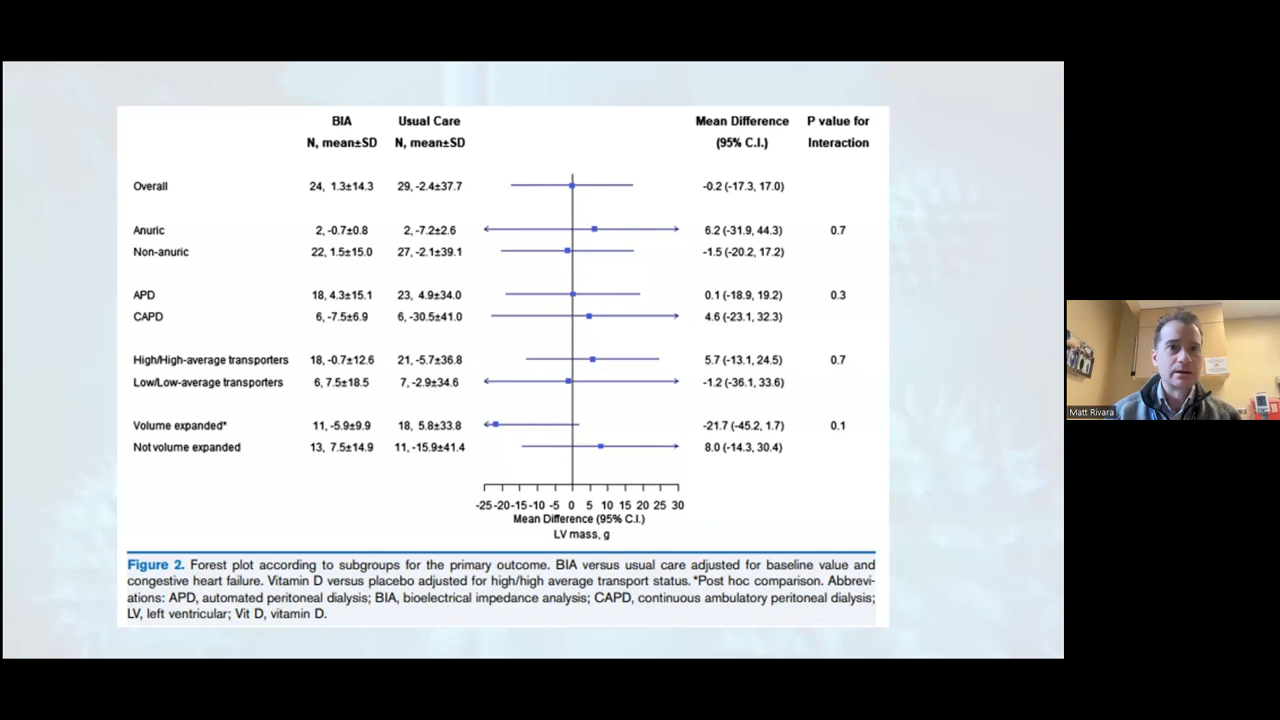 BIA Usual Care Mean Difference P value for
N, mean±SD N, mean±SD (95% C.I.) Interaction
Overall 24, 1.3±14.3 29, -2.4±37.7 -0.2 (-17.3, 17.0)
Anuric 2, -0.7±0.8 2, -7.2±2.6 6.2 (-31.9, 44.3) 0.7
Non-anuric 22, 1.5±15.0 27, -2.1±39.1 -1.5 (-20.2, 17.2)
APD 18, 4.3±15.1 23, 4.9±34.0 0.1 (-18.9, 19.2) 0.3
CAPD 6, -7.5±6.9 6, -30.5±41.0 4.6 (-23.1, 32.3)
High/High-average transporters 18, -0.7±12.6 21, -5.7±36.8 5.7 (-13.1, 24.5) 0.7
Low/Low-average transporters 6, 7.5±18.5 7, -2.9±34.6 -1.2 (-36.1, 33.6)
Volume expanded* 11, -5.9±9.9 18, 5.8±33.8 -21.7 (-45.2, 1.7) 0.1
Not volume expanded 13, 7.5±14.9 11, -15.9±41.4 8.0 (-14.3, 30.4)
-25 -20 -15 -10 -5 0 5 10 15 20 25 30
Mean Difference (95% C.I.)
LV mass, g
Figure 2. Forest plot according to subgroups for the primary outcome. BIA versus usual care adjusted for baseline value and
congestive heart failure. Vitamin D versus placebo adjusted for high/high average transport status. *Post hoc comparison. Abbrevi-
ations: APD, automated peritoneal dialysis; BIA, bioelectrical impedance analysis; CAPD, continuous ambulatory peritoneal dialysis;
LV, left ventricular; Vit D, vitamin D.
Matt Rivara